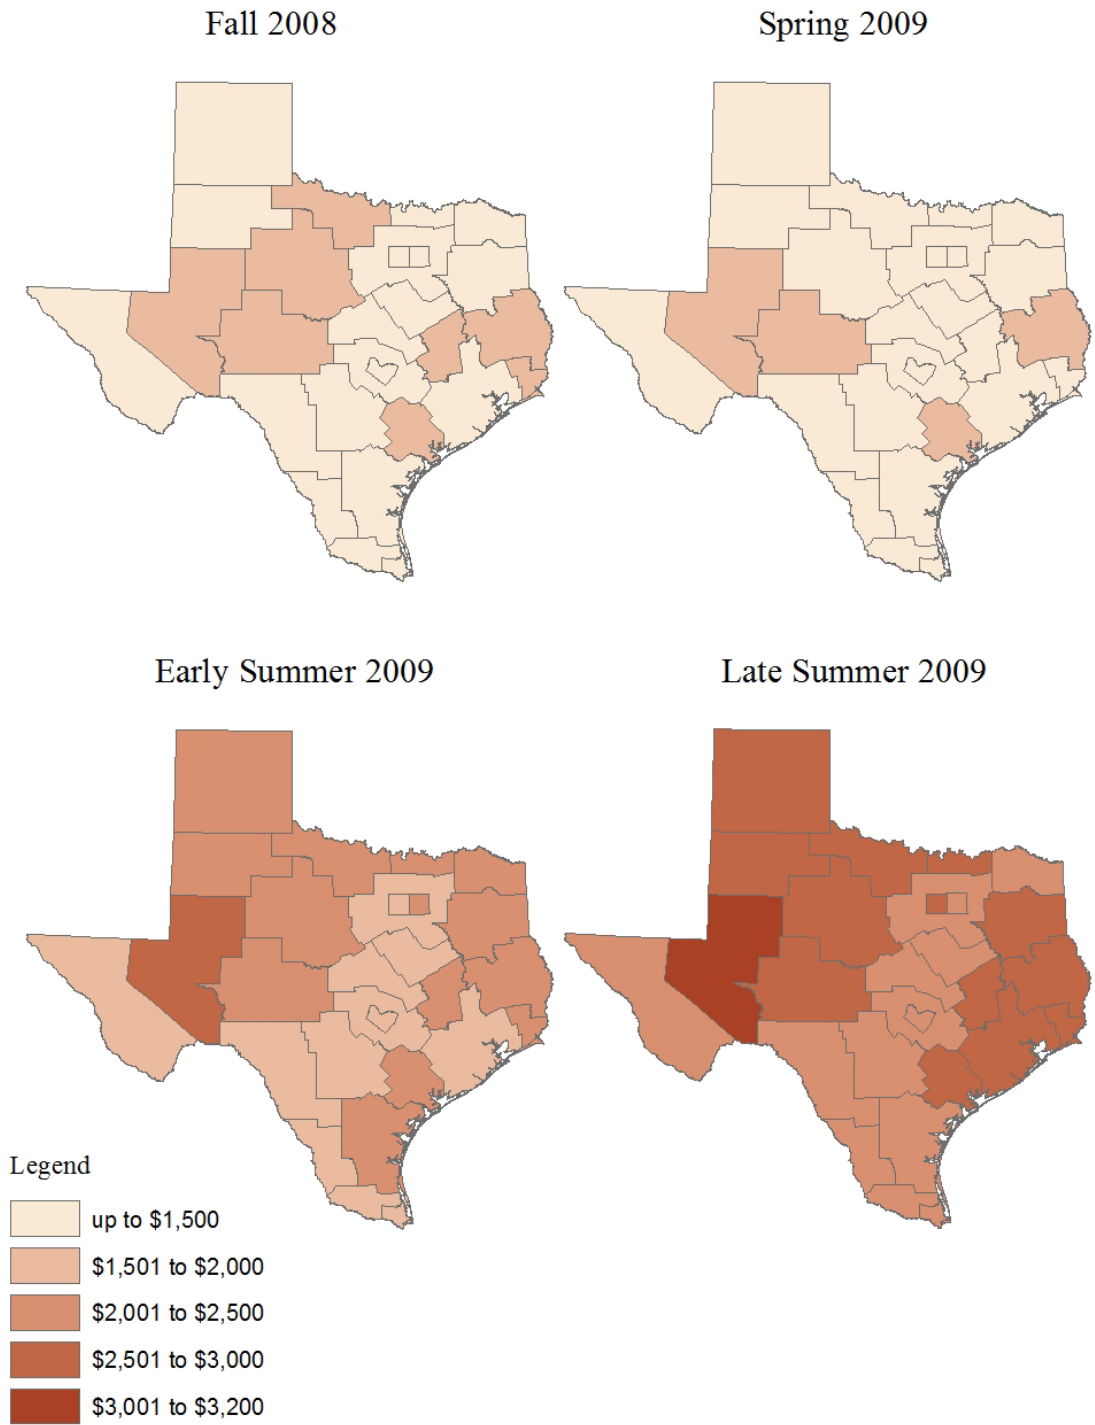 Fall 2008
Spring 2009
Early Summer 2009
Late Summer 2009
Legend
up to $1,500
$1,501 to $2,000
$2,001 to $2,500
$2,501 to $3,000
$3,001 to $3,200